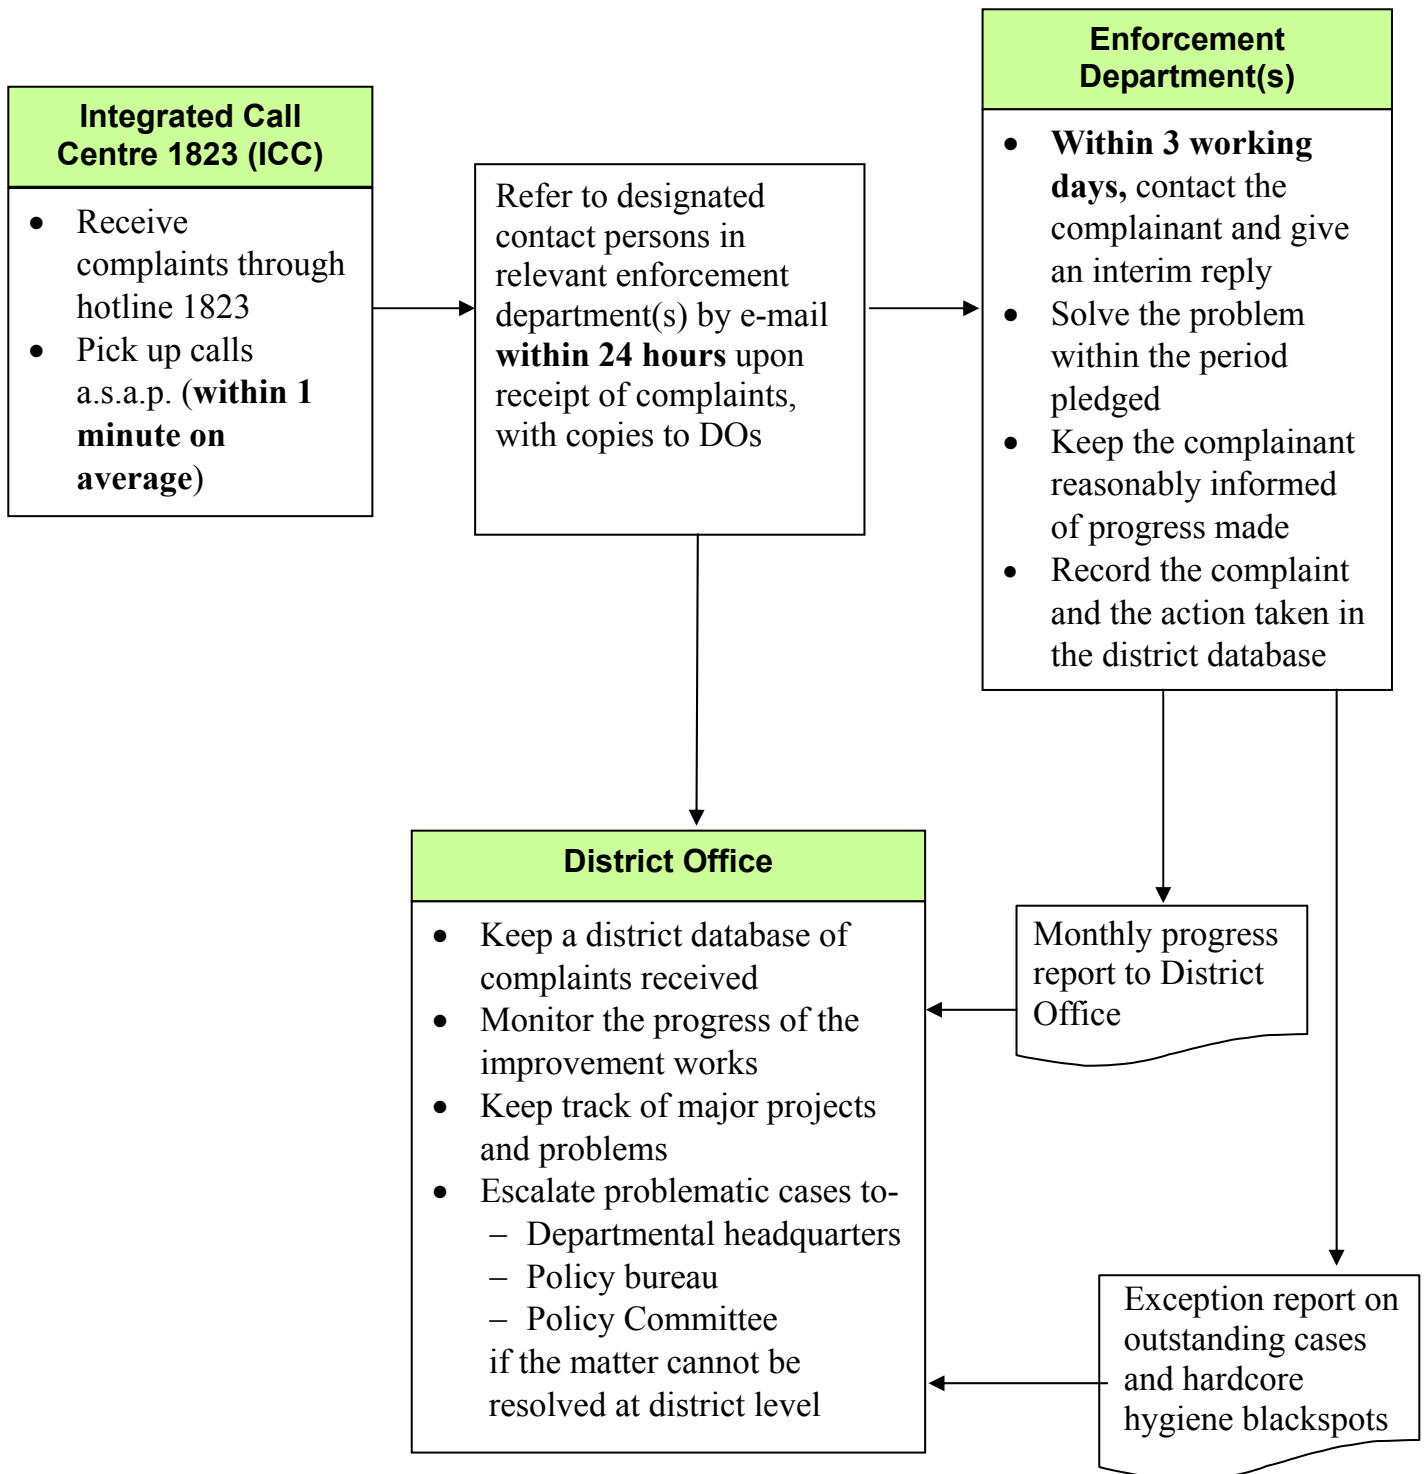 Integrated Call
Centre 1823 (ICC)
• Receive
complaints through
hotline 1823
• Pick up calls
a.s.a.p. (within 1
minute on
average)
Refer to designated
contact persons in
relevant enforcement
department(s) by e-mail
within 24 hours upon
receipt of complaints,
with copies to DOs
Enforcement
Department(s)
• Within 3 working
days, contact the
complainant and give
an interim reply
• Solve the problem
within the period
pledged
• Keep the complainant
reasonably informed
of progress made
• Record the complaint
and the action taken in
the district database
District Office
• Keep a district database of
complaints received
• Monitor the progress of the
improvement works
• Keep track of major projects
and problems
• Escalate problematic cases to-
– Departmental headquarters
– Policy bureau
– Policy Committee
if the matter cannot be
resolved at district level
Monthly progress
report to District
Office
Exception report on
outstanding cases
and hardcore
hygiene blackspots